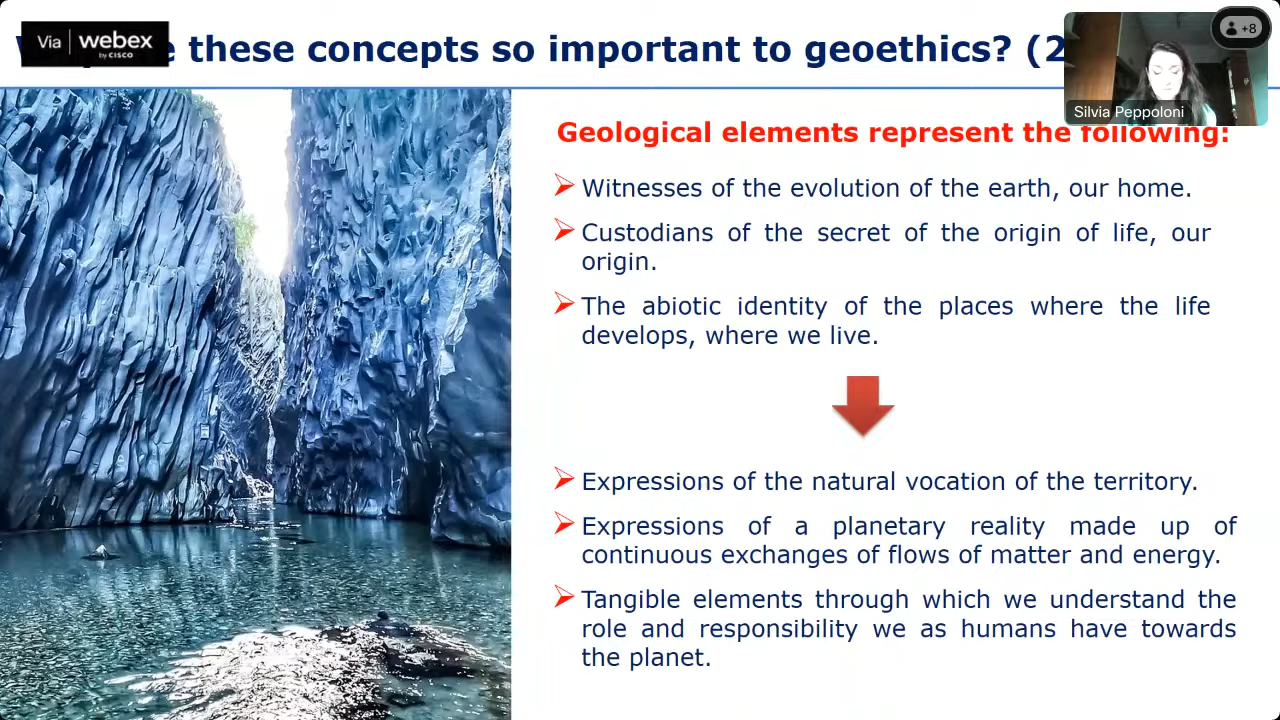 Via webex
by CISCO
these concepts so important to geoethics? (2
+8
Silvia Peppoloni
Geological elements represent the following:
Witnesses of the evolution of the earth, our home.
Custodians of the secret of the origin of life, our
origin.
The abiotic identity of the places where the life
develops, where we live.
Expressions of the natural vocation of the territory.
Expressions of a planetary reality made up of
continuous exchanges of flows of matter and energy.
Tangible elements through which we understand the
role and responsibility we as humans have towards
the planet.